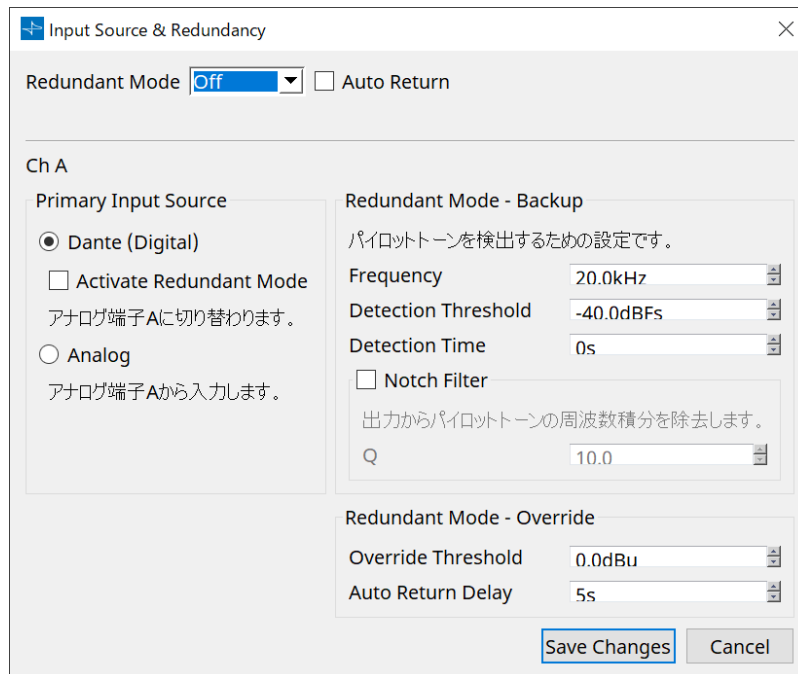 Input Source & Redundancy
Redundant Mode Off Auto Return
Ch A
Primary Input Source
Dante (Digital)
Activate Redundant Mode
アナログ端子Aに切り替わります。
Analog
アナログ端子Aから入力します。
Redundant Mode - Backup
パイロットトーンを検出するための設定です。
Frequency 20.0kHz
Detection Threshold -40.0dBFs
Detection Time 0s
Notch Filter
出力からパイロットトーンの周波数積分を除去します。
Q 10.0
Redundant Mode - Override
Override Threshold 0.0dBu
Auto Return Delay 5s
Save Changes Cancel